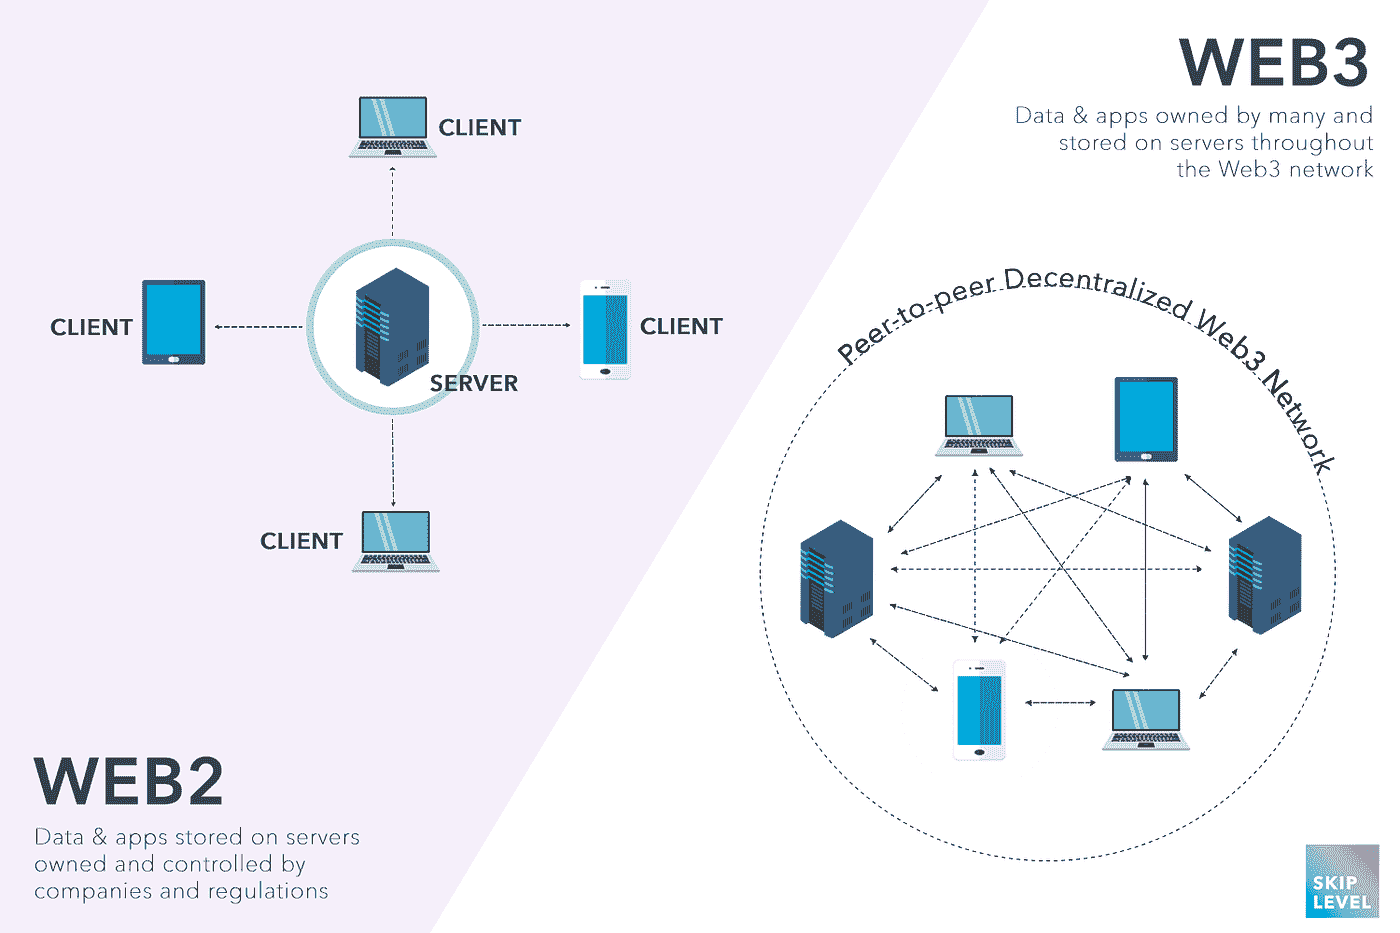 WEB3
Data & apps owned by many and
stored on servers throughout
the Web3 network
CLIENT
CLIENT
CLIENT
SERVER
CLIENT
Peer-to-peer Decentralized Web3 Network
WEB2
Data & apps stored on servers
owned and controlled by
companies and regulations
SKIP
LEVEL